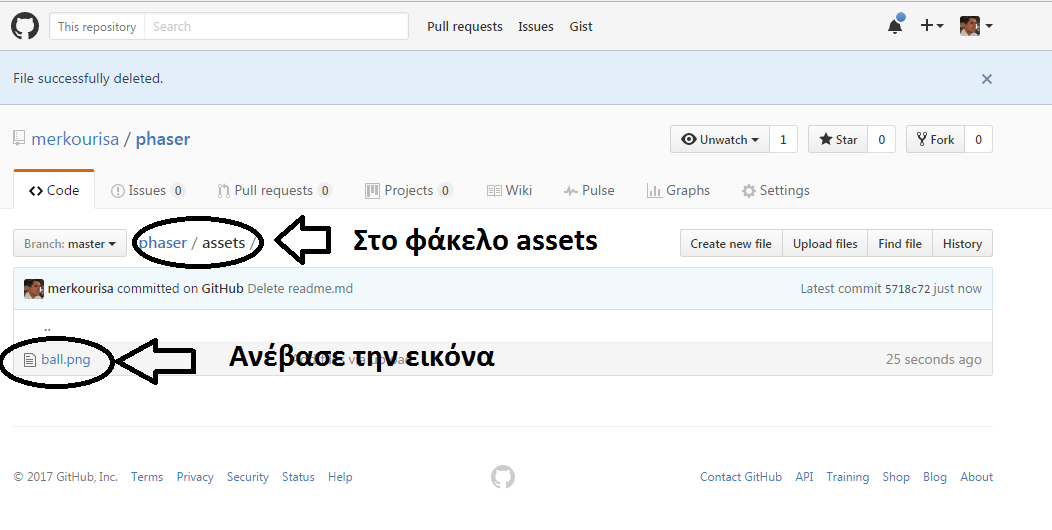 This repository Search Pull requests Issues Gist
File successfully deleted. ×
merkourisa / phaser Unwatch 1 Star 0 Fork 0
<> Code Issues 0 Pull requests 0 Projects 0 Wiki Pulse Graphs Settings
Branch: master phaser / assets / Στο φάκελο assets Create new file Upload files Find file History
merkourisa committed on GitHub Delete readme.md Latest commit 5718c72 just now
..
ball.png Ανέβασε την εικόνα 25 seconds ago
© 2017 GitHub, Inc. Terms Privacy Security Status Help Contact GitHub API Training Shop Blog About